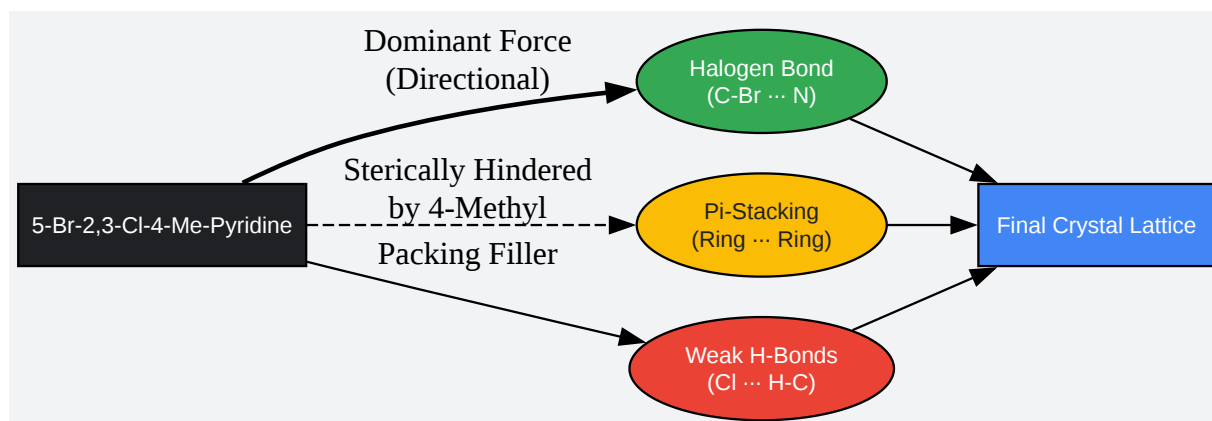 Dominant Force
(Directional)
Halogen Bond
(C-Br ··· N)
Sterically Hindered
by 4-Methyl
5-Br-2,3-Cl-4-Me-Pyridine
Pi-Stacking
(Ring ··· Ring)
Final Crystal Lattice
Packing Filler
Weak H-Bonds
(Cl ··· H-C)